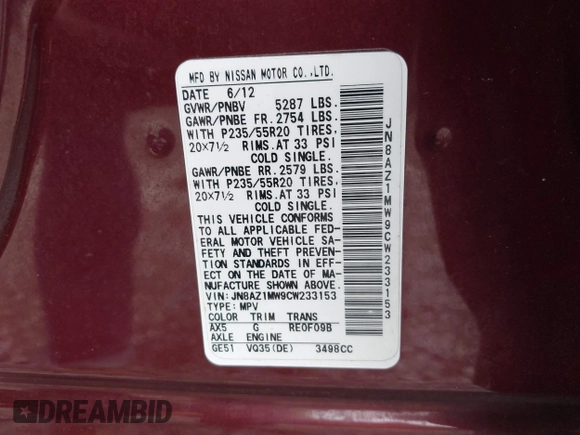 MFD BY NISSAN MOTOR CO.,LTD.
DATE 6/12
GVWR/PNBV 5287 LBS.
GAWR/PNBE FR. 2754 LBS.
WITH P235/55R20 TIRES.
20×7½ RIMS.AT 33 PSI
COLD SINGLE.
GAWR/PNBE RR. 2579 LBS.
WITH P235/55R20 TIRES.
20×7½ RIMS.AT 33 PSI
COLD SINGLE.
THIS VEHICLE CONFORMS
TO ALL APPLICABLE FED-
ERAL MOTOR VEHICLE SA-
FETY AND THEFT PREVEN-
TION STANDARDS IN EFF-
ECT ON THE DATE OF MA-
NUFACTURE SHOWN ABOVE.
VIN: JN8AZ1MW9CW233153
TYPE: MPV
COLOR TRIM TRANS
AX5 G RE0F09B
AXLE ENGINE
GE51 VQ35(DE) 3498CC
JN8AZ1MW9CW233153
DREAMBID